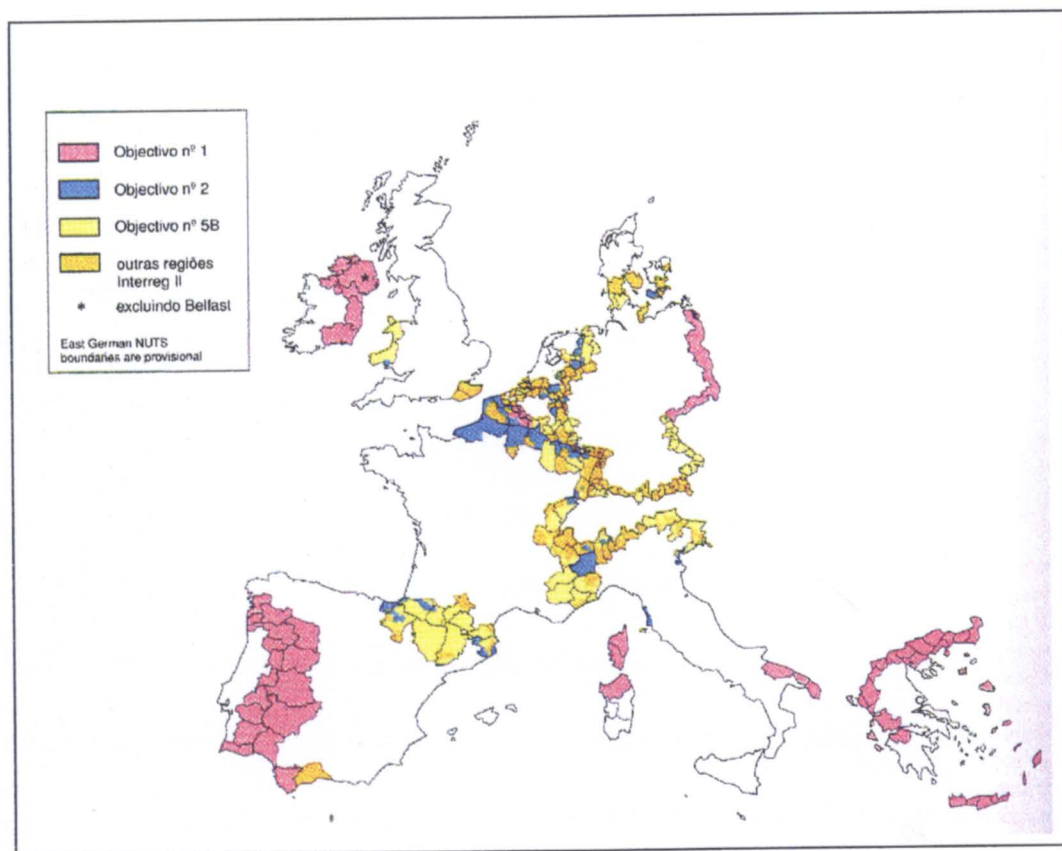 Objectivo nº 1
Objectivo nº 2
Objectivo nº 5B
outras regiões
Interreg II
* excluindo Belfast
East German NUTS
boundaries are provisional